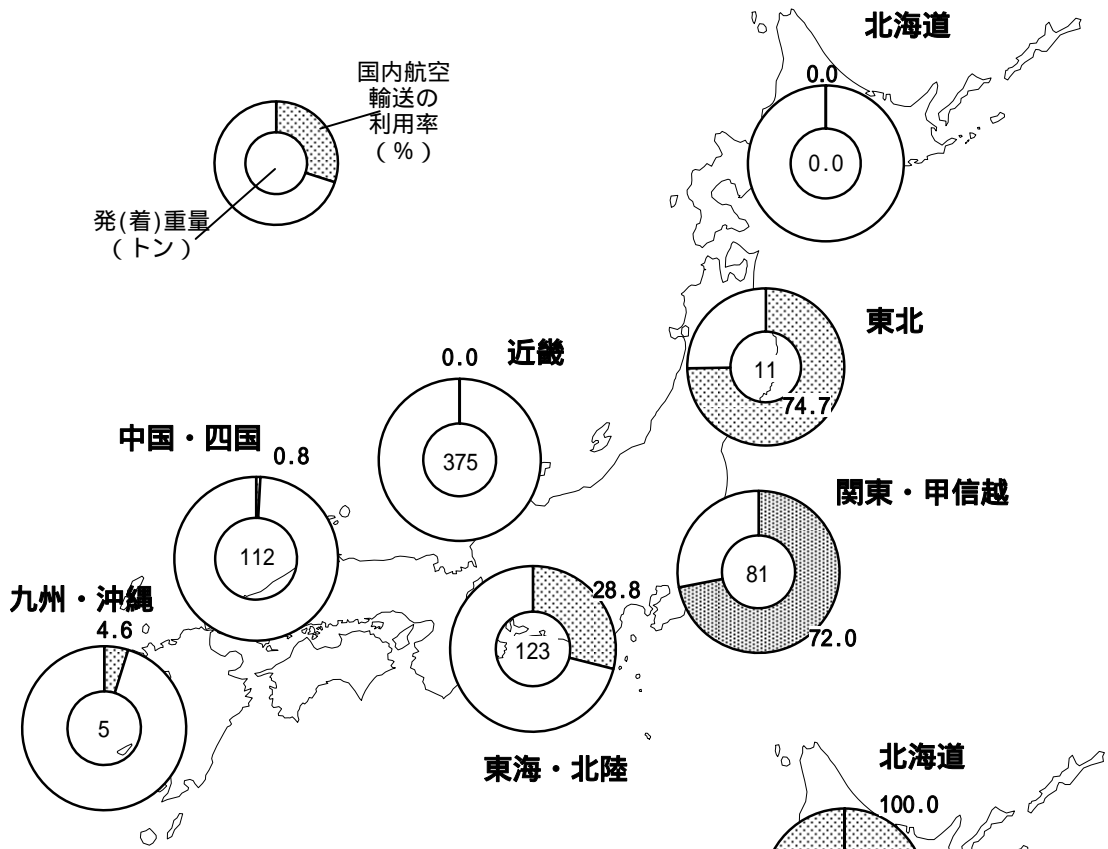 国内航空
輸送の
利用率
（％）
発(着)重量
（トン）
北海道
0.0
0.0
東北
11
74.7
近畿
0.0
375
中国・四国
0.8
112
関東・甲信越
81
72.0
九州・沖縄
4.6
5
28.8
123
東海・北陸
北海道
100.0